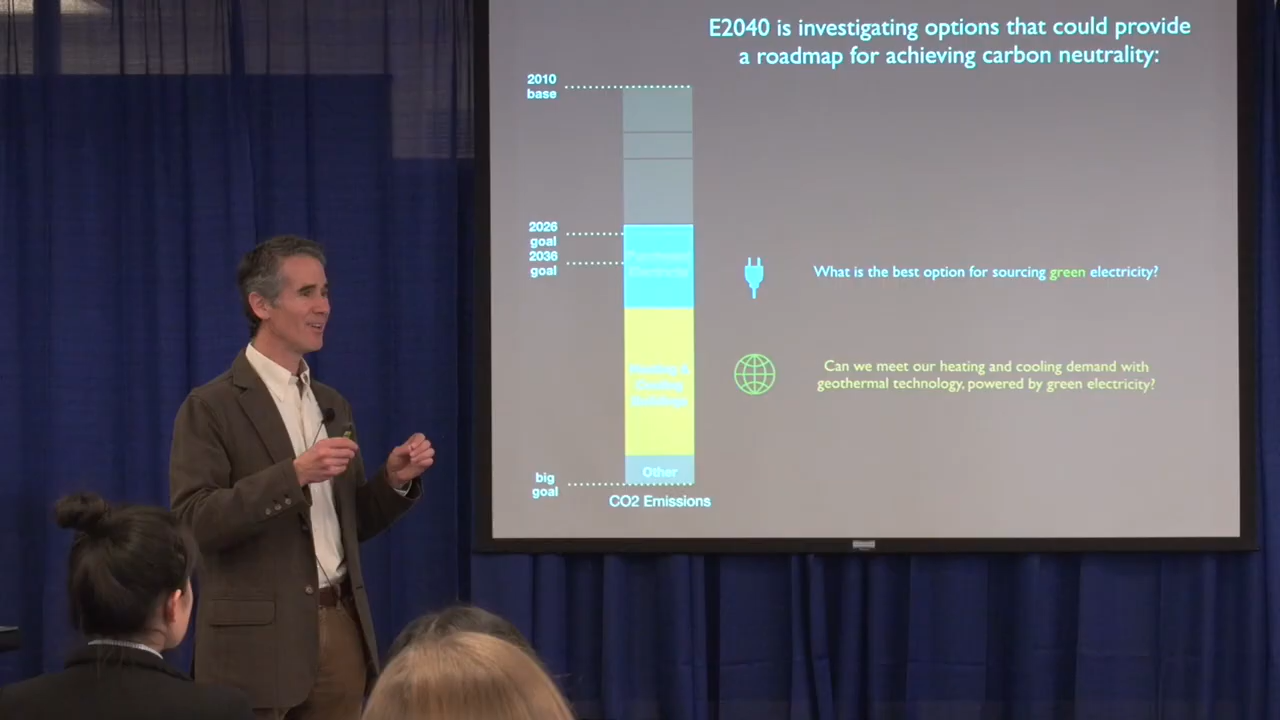 E2040 is investigating options that could provide
a roadmap for achieving carbon neutrality:
2010
base
2026
goal
2036
goal
What is the best option for sourcing green electricity?
Can we meet our heating and cooling demand with
geothermal technology, powered by green electricity?
Other
big
goal
CO2 Emissions